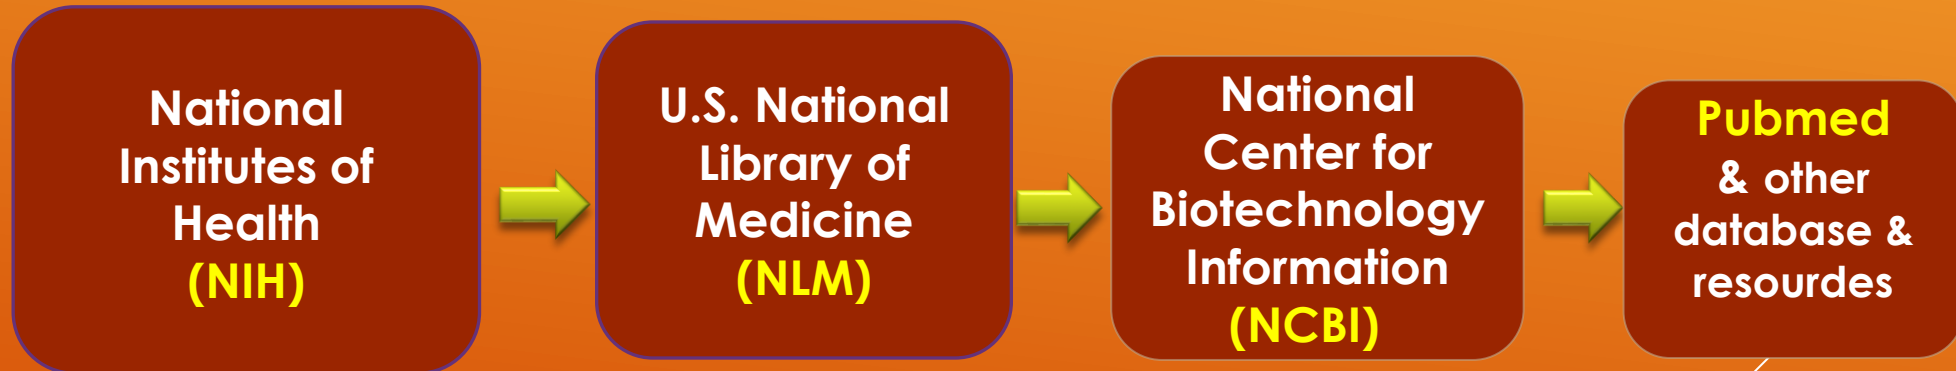 National
Institutes of
Health
(NIH)
U.S. National
Library of
Medicine
(NLM)
National
Center for
Biotechnology
Information
(NCBI)
Pubmed
& other
database &
resourdes